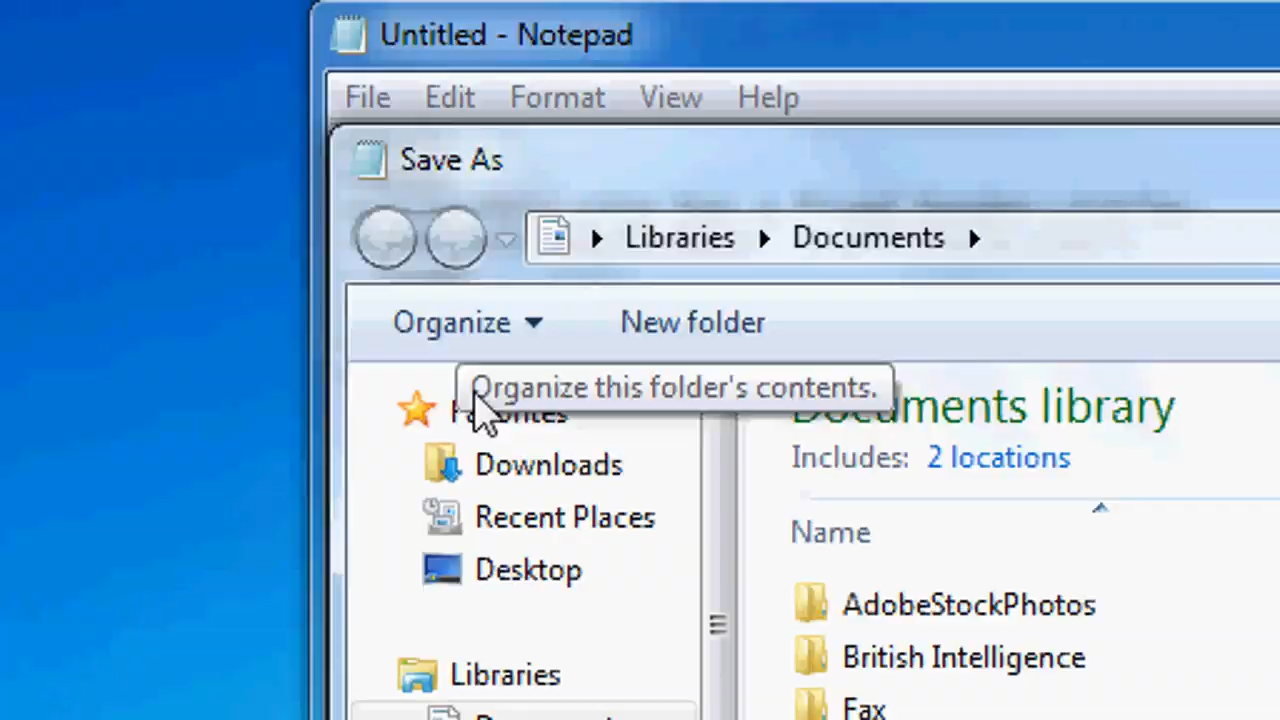 Untitled - Notepad
File Edit Format View Help
Save As
Libraries Documents
Organize New folder
Organize this folder's contents.
Favorites
Documents library
Downloads
Includes: 2 locations
Recent Places
Name
Desktop
AdobeStockPhotos
British Intelligence
Libraries
Fax